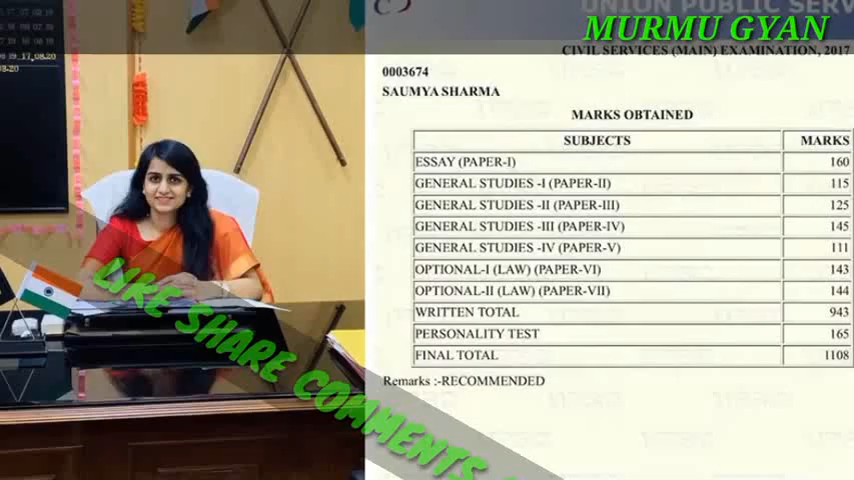 UNION PUBLIC SERV
MURMU GYAN
CIVIL SERVICES (MAIN) EXAMINATION, 2017
0003674
SAUMYA SHARMA
MARKS OBTAINED
SUBJECTS MARKS
ESSAY (PAPER-I) 160
GENERAL STUDIES -I (PAPER-II) 115
GENERAL STUDIES -II (PAPER-III) 125
GENERAL STUDIES -III (PAPER-IV) 145
GENERAL STUDIES -IV (PAPER-V) 111
OPTIONAL-I (LAW) (PAPER-VI) 143
OPTIONAL-II (LAW) (PAPER-VII) 144
WRITTEN TOTAL 943
PERSONALITY TEST 165
FINAL TOTAL 1108
Remarks :-RECOMMENDED
LIKE SHARE COMMENTS